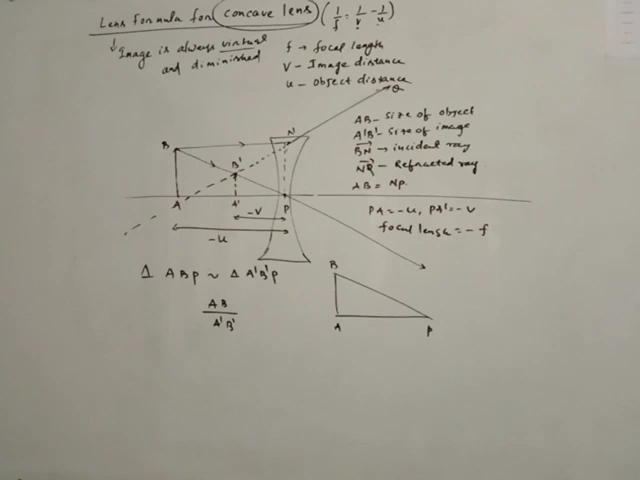 Lens formula for concave lens (1/f = 1/v - 1/u)
↓ Image is always virtual and diminished
f → focal length
V - Image distance
u - object distance
Q
AB - Size of object
A'B' - Size of image
BN → incident ray
NQ → Refracted ray
AB = NP
PA = -u, PA' = -v
focal length = -f
N
B
B'
A
A'
P
-V
-u
Δ ABP ~ Δ A'B'P
AB
A'B'
B
A
P